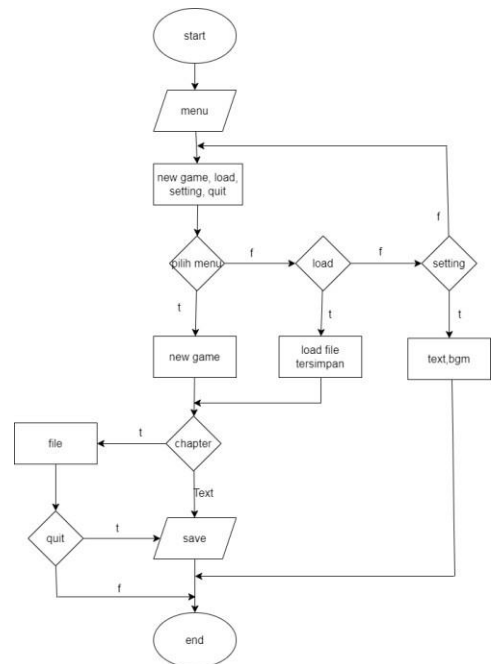 start
menu
new game, load,
setting, quit
f
pilih menu
f
load
f
setting
t
t
t
new game
load file
tersimpan
text,bgm
file
t
chapter
Text
quit
t
save
f
end